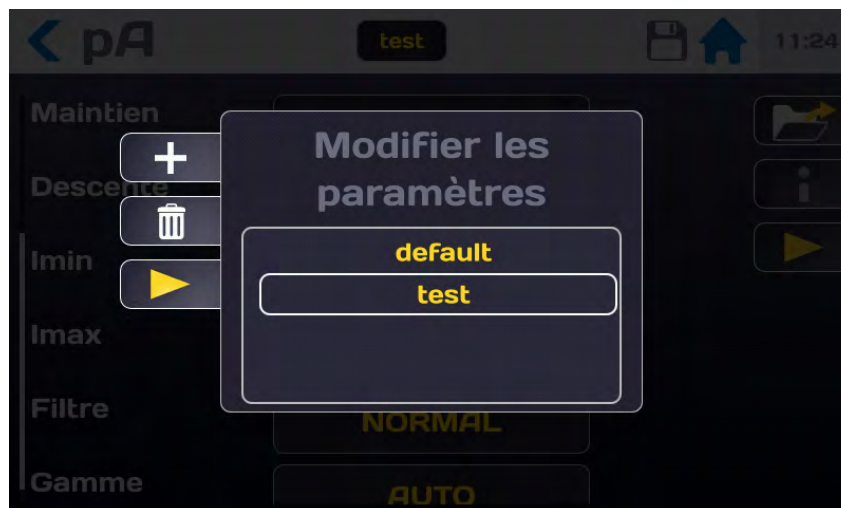 pA
test
11:24
Maintien
Descente
Imin
Imax
Filtre
Gamme
Modifier les
paramètres
default
test
NORMAL
AUTO